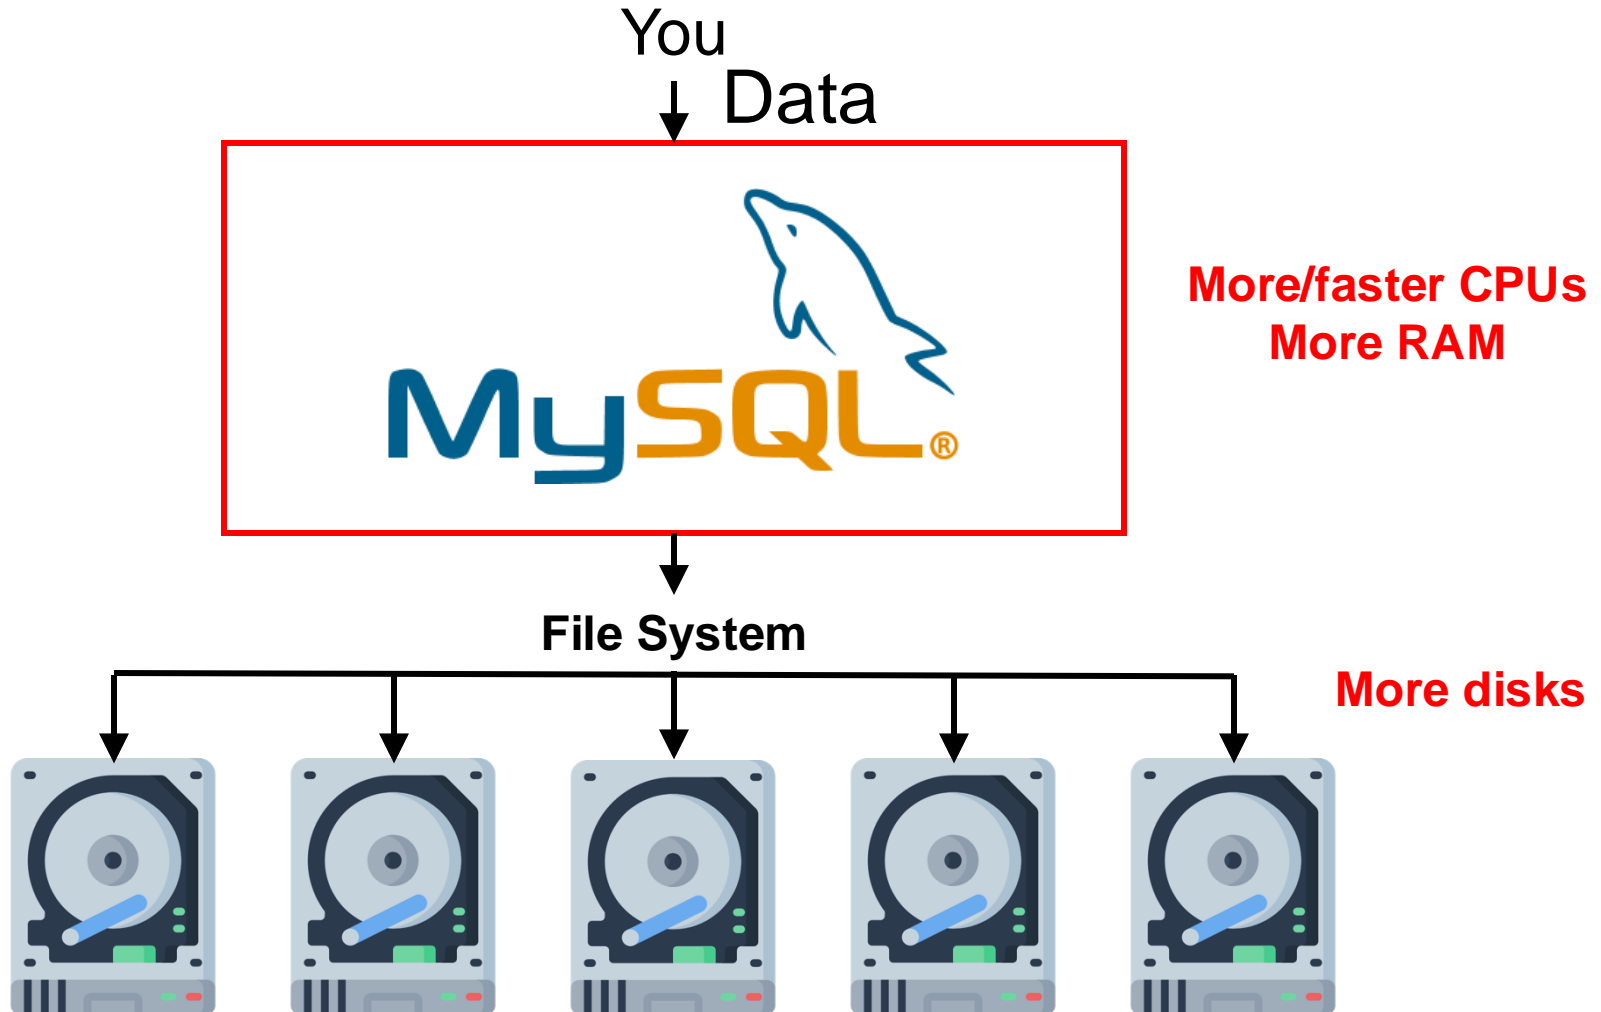 You
Data
MySQL®
More/faster CPUs
More RAM
File System
More disks